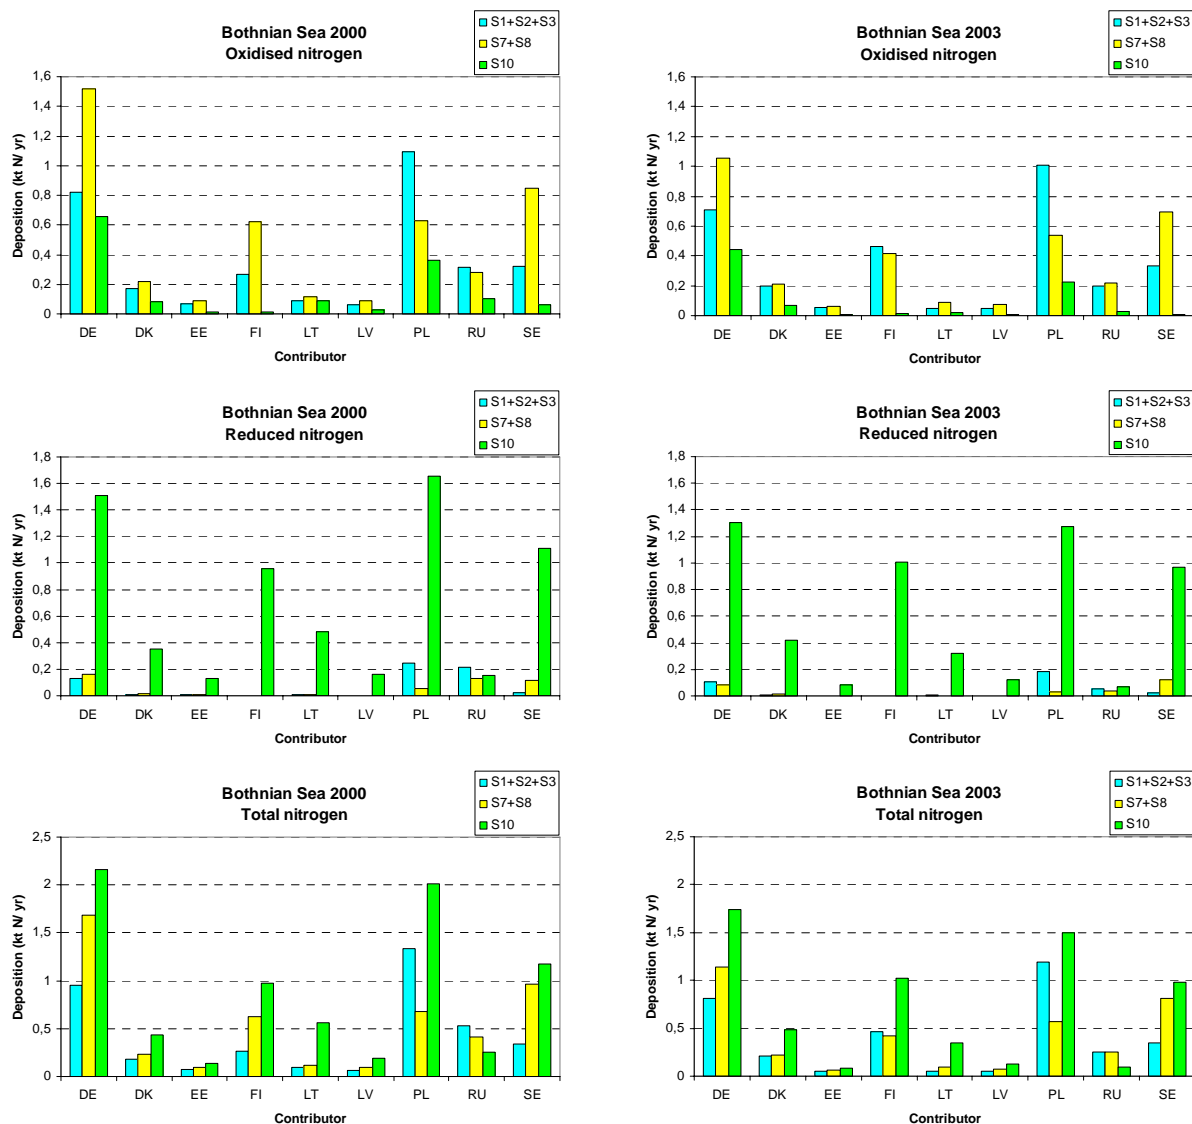 Bothnian Sea 2000
Oxidised nitrogen
S1+S2+S3
S7+S8
S10
1,6
1,4
1,2
1
0,8
0,6
0,4
0,2
0
Deposition (kt N/ yr)
DE DK EE FI LT LV PL RU SE
Contributor
Bothnian Sea 2003
Oxidised nitrogen
S1+S2+S3
S7+S8
S10
1,6
1,4
1,2
1
0,8
0,6
0,4
0,2
0
Deposition (kt N/ yr)
DE DK EE FI LT LV PL RU SE
Contributor
Bothnian Sea 2000
Reduced nitrogen
S1+S2+S3
S7+S8
S10
1,8
1,6
1,4
1,2
1
0,8
0,6
0,4
0,2
0
Deposition (kt N/ yr)
DE DK EE FI LT LV PL RU SE
Contributor
Bothnian Sea 2003
Reduced nitrogen
S1+S2+S3
S7+S8
S10
1,8
1,6
1,4
1,2
1
0,8
0,6
0,4
0,2
0
Deposition (kt N/ yr)
DE DK EE FI LT LV PL RU SE
Contributor
Bothnian Sea 2000
Total nitrogen
S1+S2+S3
S7+S8
S10
2,5
2
1,5
1
0,5
0
Deposition (kt N/ yr)
DE DK EE FI LT LV PL RU SE
Contributor
Bothnian Sea 2003
Total nitrogen
S1+S2+S3
S7+S8
S10
2,5
2
1,5
1
0,5
0
Deposition (kt N/ yr)
DE DK EE FI LT LV PL RU SE
Contributor